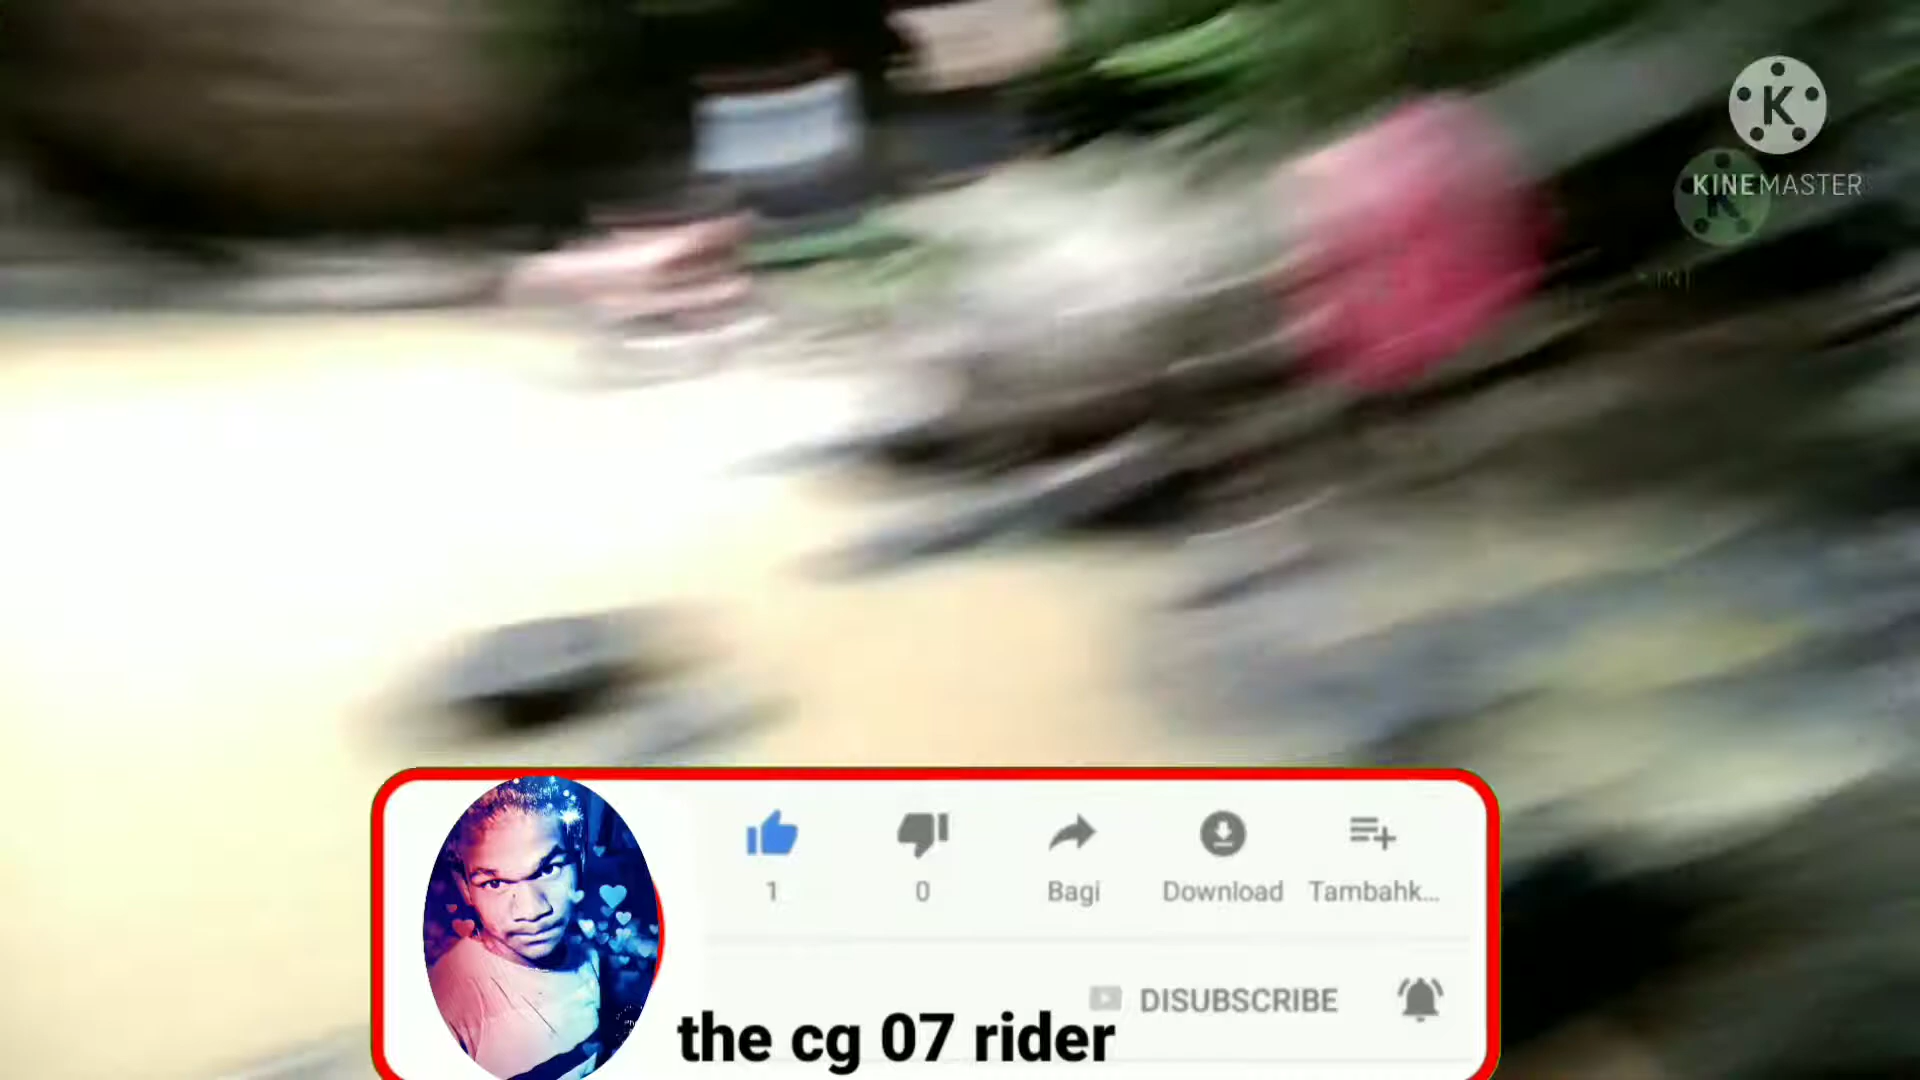 K
KINEMASTER
K
1
0
Bagi
Download
Tambahk...
DISUBSCRIBE
the cg 07 rider